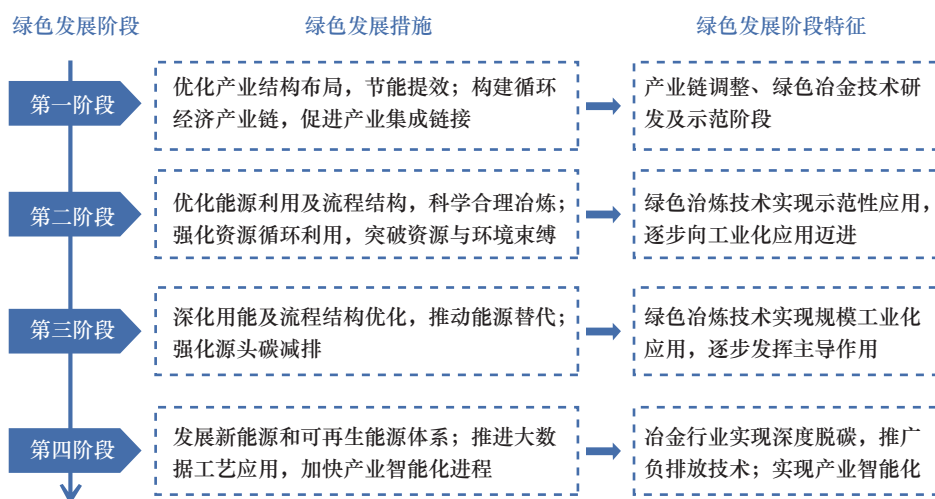 绿色发展阶段
绿色发展措施
绿色发展阶段特征
第一阶段
优化产业结构布局，节能提效；构建循环
经济产业链，促进产业集成链接
产业链调整、绿色冶金技术研
发及示范阶段
第二阶段
优化能源利用及流程结构，科学合理冶炼；
强化资源循环利用，突破资源与环境束缚
绿色冶炼技术实现示范性应用，
逐步向工业化应用迈进
第三阶段
深化用能及流程结构优化，推动能源替代；
强化源头碳减排
绿色冶炼技术实现规模工业化
应用，逐步发挥主导作用
第四阶段
发展新能源和可再生能源体系；推进大数
据工艺应用，加快产业智能化进程
冶金行业实现深度脱碳，推广
负排放技术；实现产业智能化